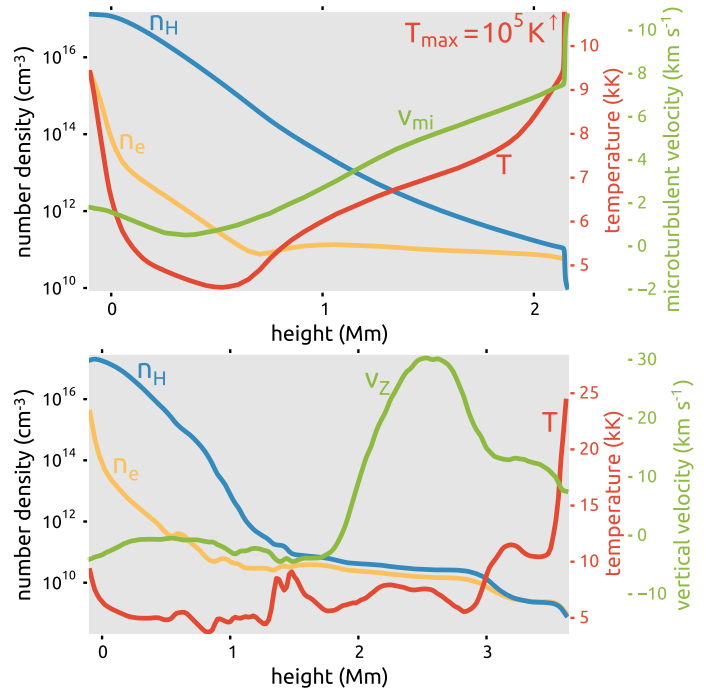 n_H
T_max = 10^5 K↑
n_e
v_mi
T
10^16
10^14
10^12
10^10
number density (cm^-3)
0
1
2
height (Mm)
10
9
8
7
6
5
temperature (kK)
10
8
6
4
2
0
−2
microturbulent velocity (km s^-1)
n_H
v_Z
T
n_e
10^16
10^14
10^12
10^10
number density (cm^-3)
0
1
2
3
height (Mm)
25
20
15
10
5
temperature (kK)
30
20
10
0
−10
vertical velocity (km s^-1)